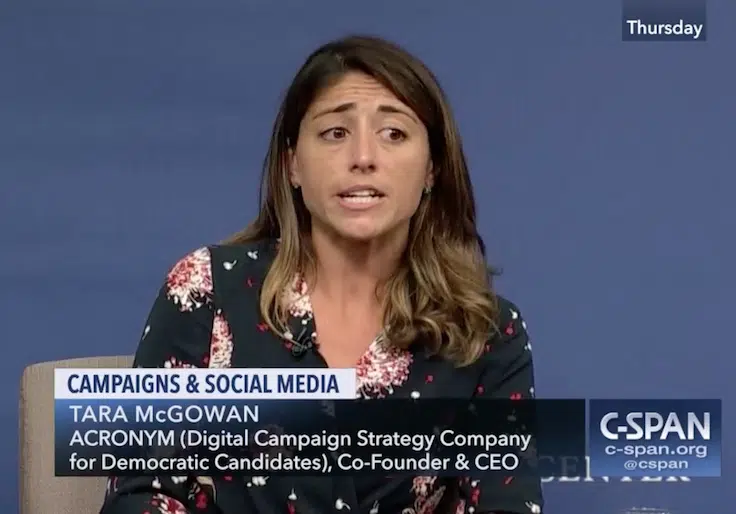 Thursday
CAMPAIGNS & SOCIAL MEDIA
TARA McGOWAN
ACRONYM (Digital Campaign Strategy Company
for Democratic Candidates), Co-Founder & CEO
C-SPAN
c-span.org
@cspan
CENTER